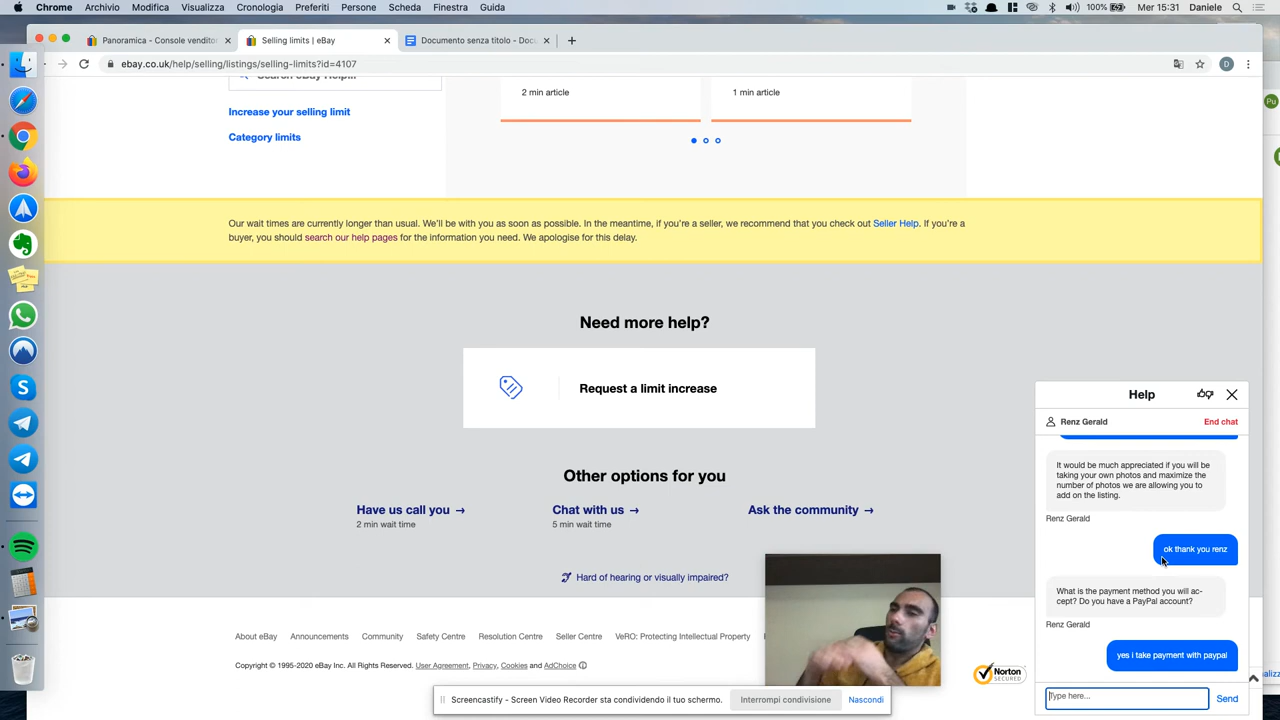 Chrome Archivio Modifica Visualizza Cronologia Preferiti Persone Scheda Finestra Guida
100% Mer 15:31 Daniele
Panoramica - Console venditor
Selling limits | eBay
Documento senza titolo - Doc
ebay.co.uk/help/selling/listings/selling-limits?id=4107
D
Pu
Search eBay Help...
2 min article
1 min article
Increase your selling limit
Category limits
Our wait times are currently longer than usual. We'll be with you as soon as possible. In the meantime, if you're a seller, we recommend that you check out Seller Help. If you're a
buyer, you should search our help pages for the information you need. We apologise for this delay.
Need more help?
Request a limit increase
Other options for you
Have us call you →
2 min wait time
Chat with us →
5 min wait time
Ask the community →
Hard of hearing or visually impaired?
About eBay Announcements Community Safety Centre Resolution Centre Seller Centre VeRO: Protecting Intellectual Property
Copyright © 1995-2020 eBay Inc. All Rights Reserved. User Agreement, Privacy, Cookies and AdChoice
Norton
SECURED
Help
Renz Gerald
End chat
It would be much appreciated if you will be
taking your own photos and maximize the
number of photos we are allowing you to
add on the listing.
Renz Gerald
ok thank you renz
What is the payment method you will ac-
cept? Do you have a PayPal account?
Renz Gerald
yes i take payment with paypal
Type here...
Send
Screencastify - Screen Video Recorder sta condividendo il tuo schermo.
Interrompi condivisione
Nascondi